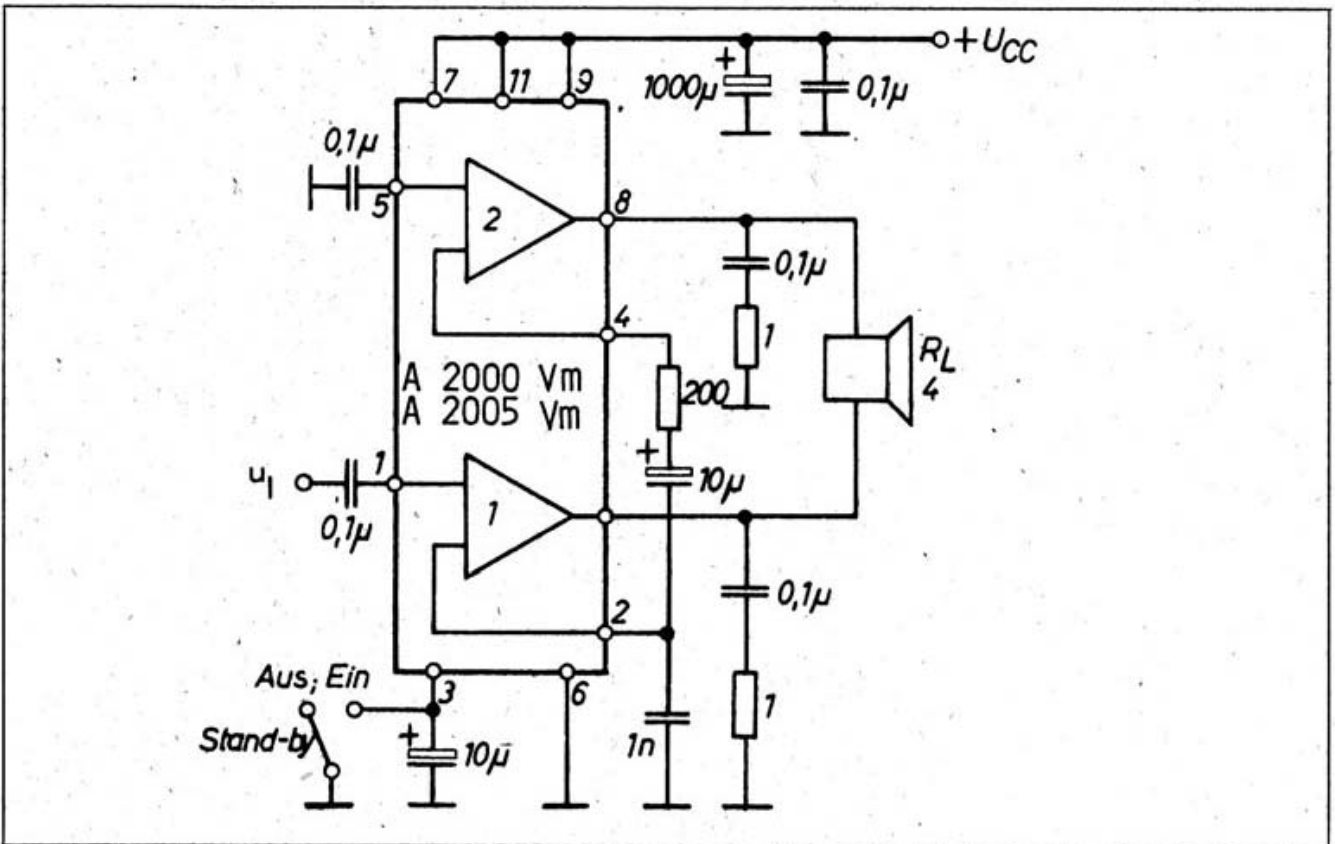 +UCC
7
11
9
+
1000µ
0,1µ
0,1µ
5
2
8
0,1µ
4
1
A 2000 Vm
A 2005 Vm
200
RL
4
+
10µ
uI
1
0,1µ
1
0,1µ
2
Aus; Ein
3
6
Stand-by
+
10µ
1n
1